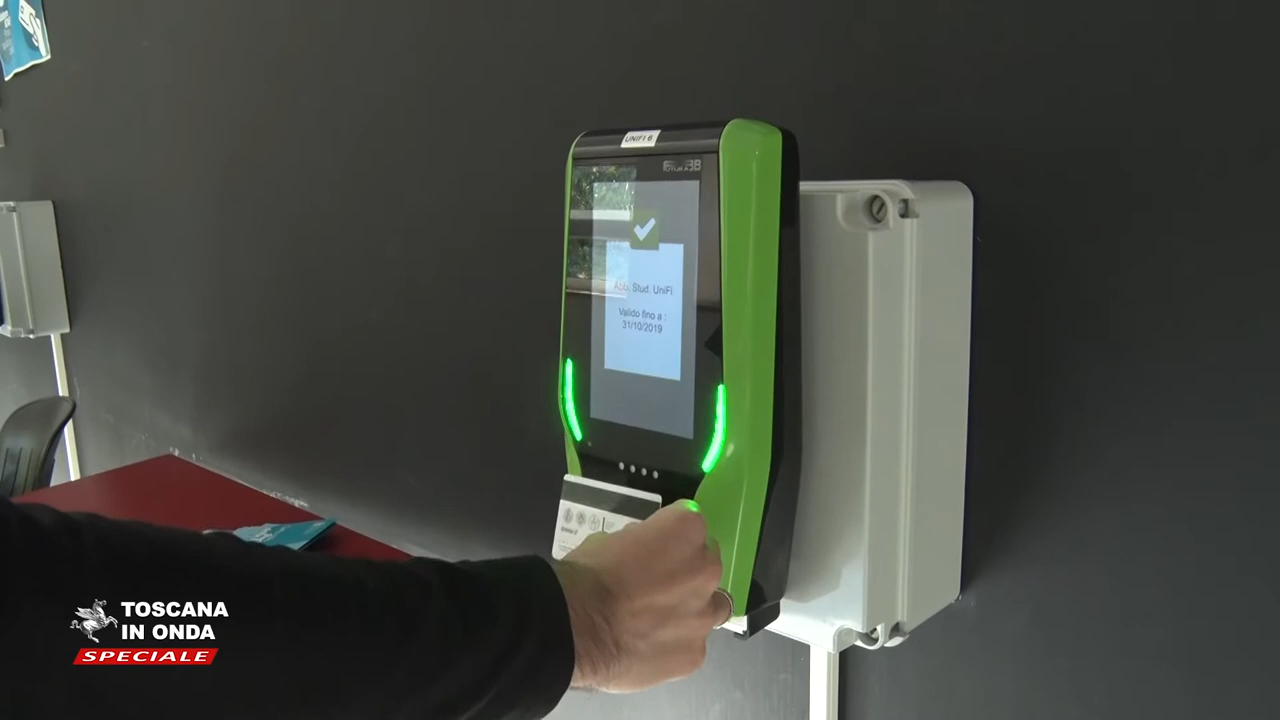 UNIFI 6
Abb. Stud. UniFi
Valido fino a :
31/10/2019
TOSCANA
IN ONDA
SPECIALE